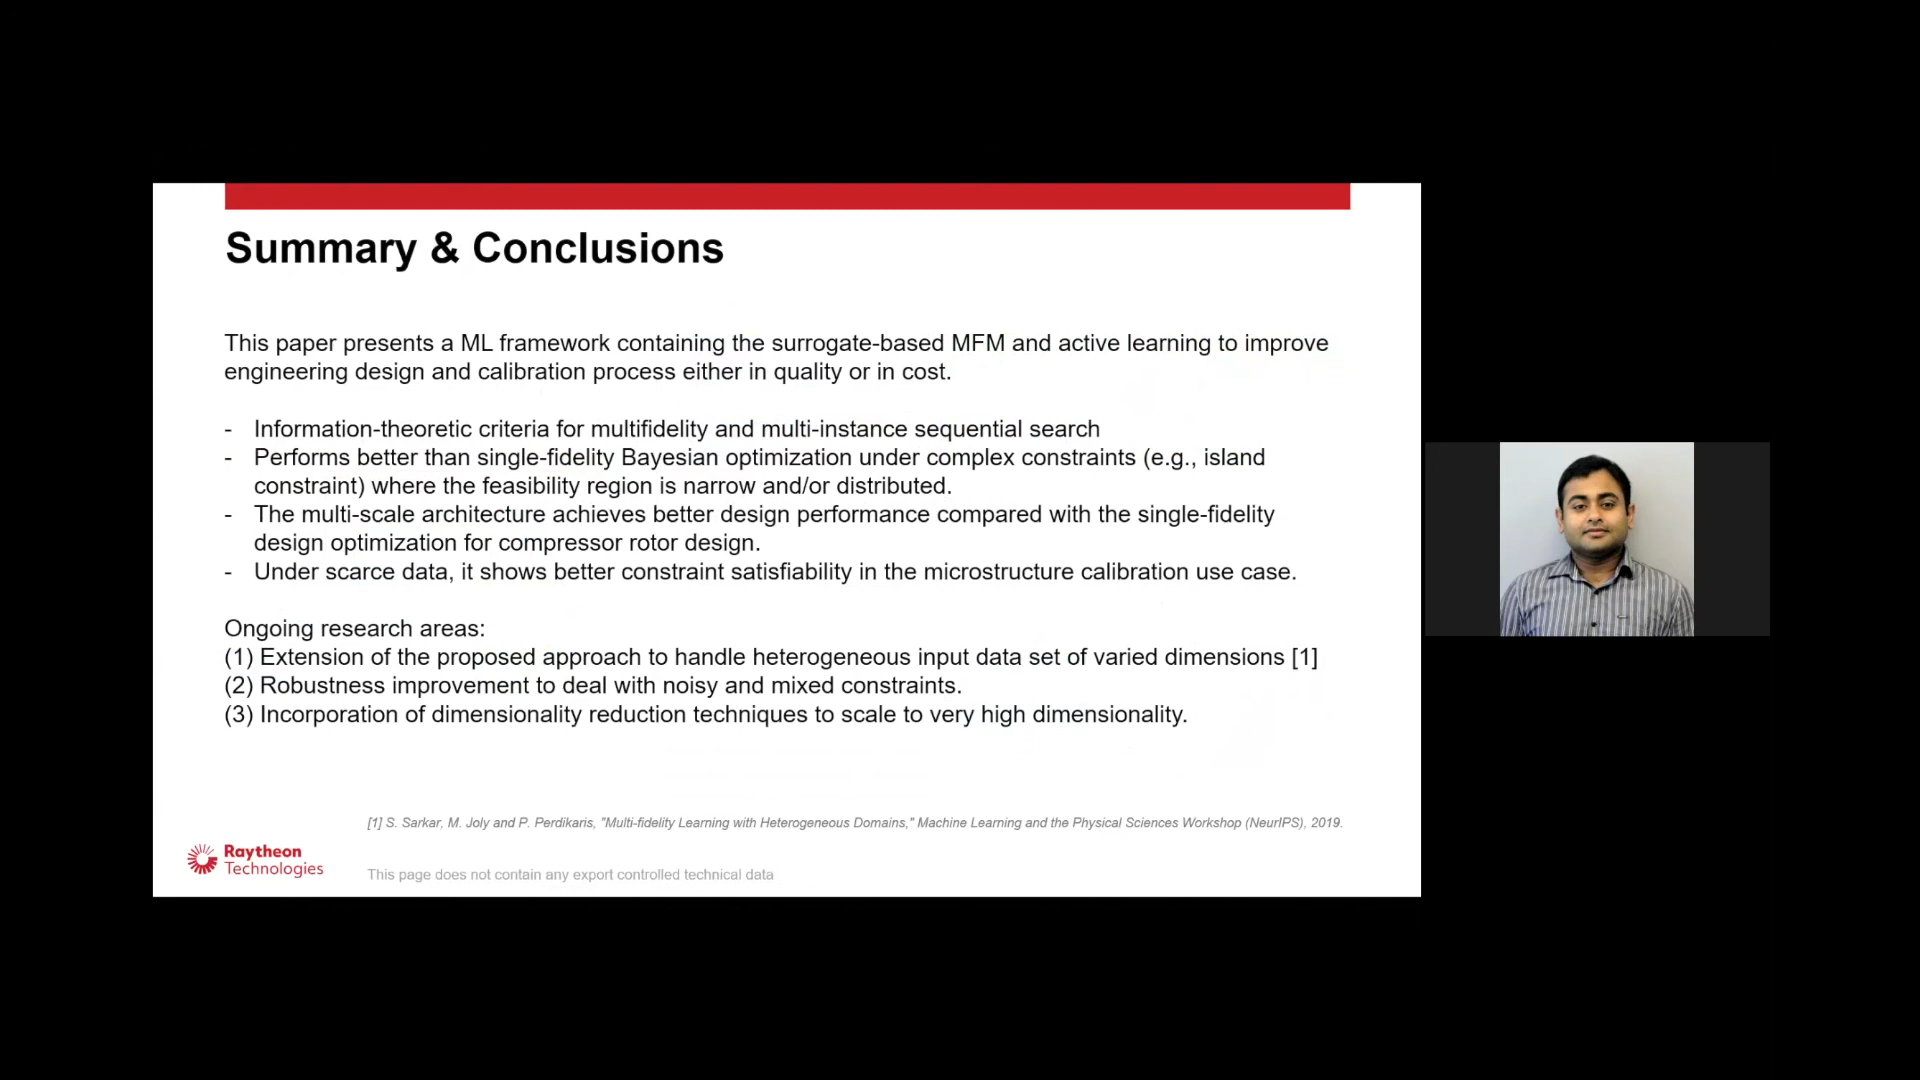 Summary & Conclusions
This paper presents a ML framework containing the surrogate-based MFM and active learning to improve
engineering design and calibration process either in quality or in cost.
- Information-theoretic criteria for multifidelity and multi-instance sequential search
- Performs better than single-fidelity Bayesian optimization under complex constraints (e.g., island
constraint) where the feasibility region is narrow and/or distributed.
- The multi-scale architecture achieves better design performance compared with the single-fidelity
design optimization for compressor rotor design.
- Under scarce data, it shows better constraint satisfiability in the microstructure calibration use case.
Ongoing research areas:
(1) Extension of the proposed approach to handle heterogeneous input data set of varied dimensions [1]
(2) Robustness improvement to deal with noisy and mixed constraints.
(3) Incorporation of dimensionality reduction techniques to scale to very high dimensionality.
[1] S. Sarkar, M. Joly and P. Perdikaris, "Multi-fidelity Learning with Heterogeneous Domains," Machine Learning and the Physical Sciences Workshop (NeurIPS), 2019.
Raytheon
Technologies
This page does not contain any export controlled technical data